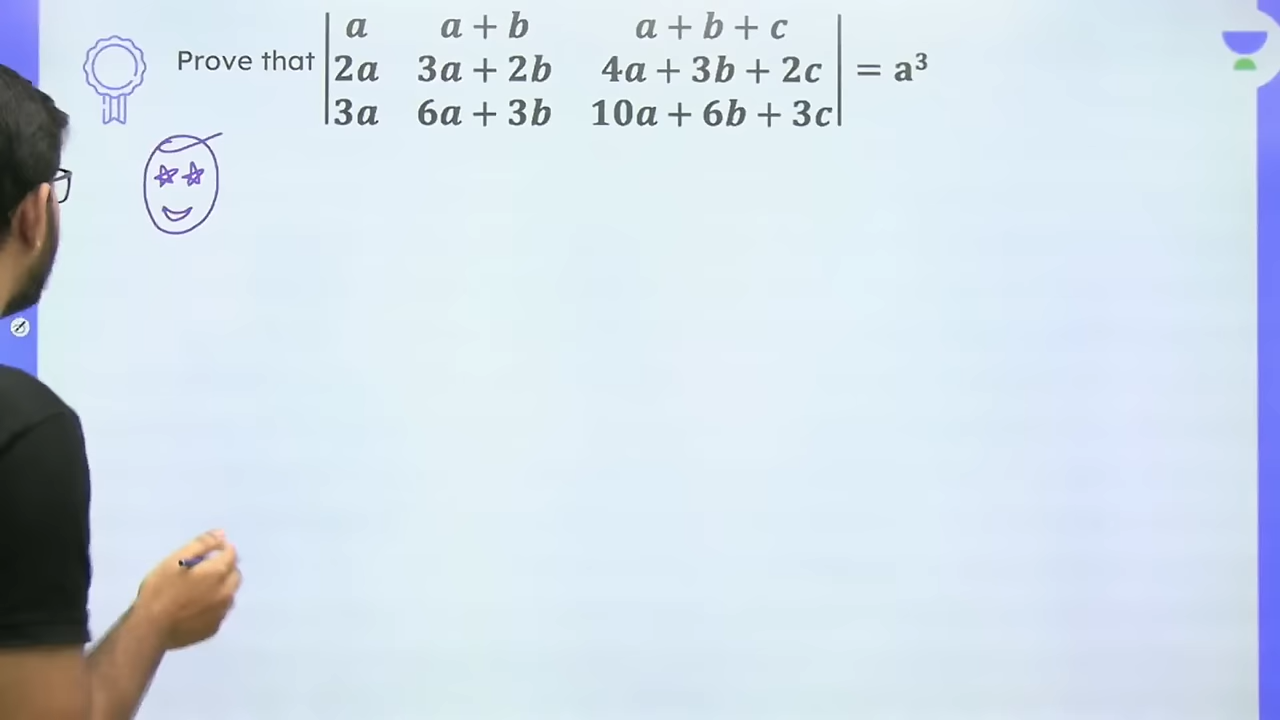 Prove that | a a + b a + b + c |
| 2a 3a + 2b 4a + 3b + 2c | = a³
| 3a 6a + 3b 10a + 6b + 3c |